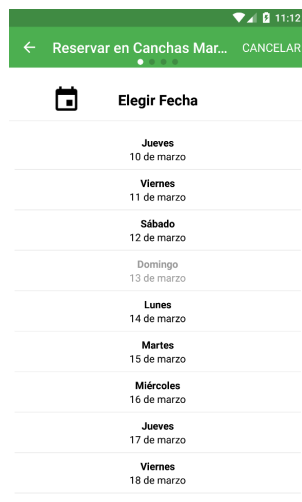 11:12
Reservar en Canchas Mar... CANCELAR
Elegir Fecha
Jueves
10 de marzo
Viernes
11 de marzo
Sábado
12 de marzo
Domingo
13 de marzo
Lunes
14 de marzo
Martes
15 de marzo
Miércoles
16 de marzo
Jueves
17 de marzo
Viernes
18 de marzo